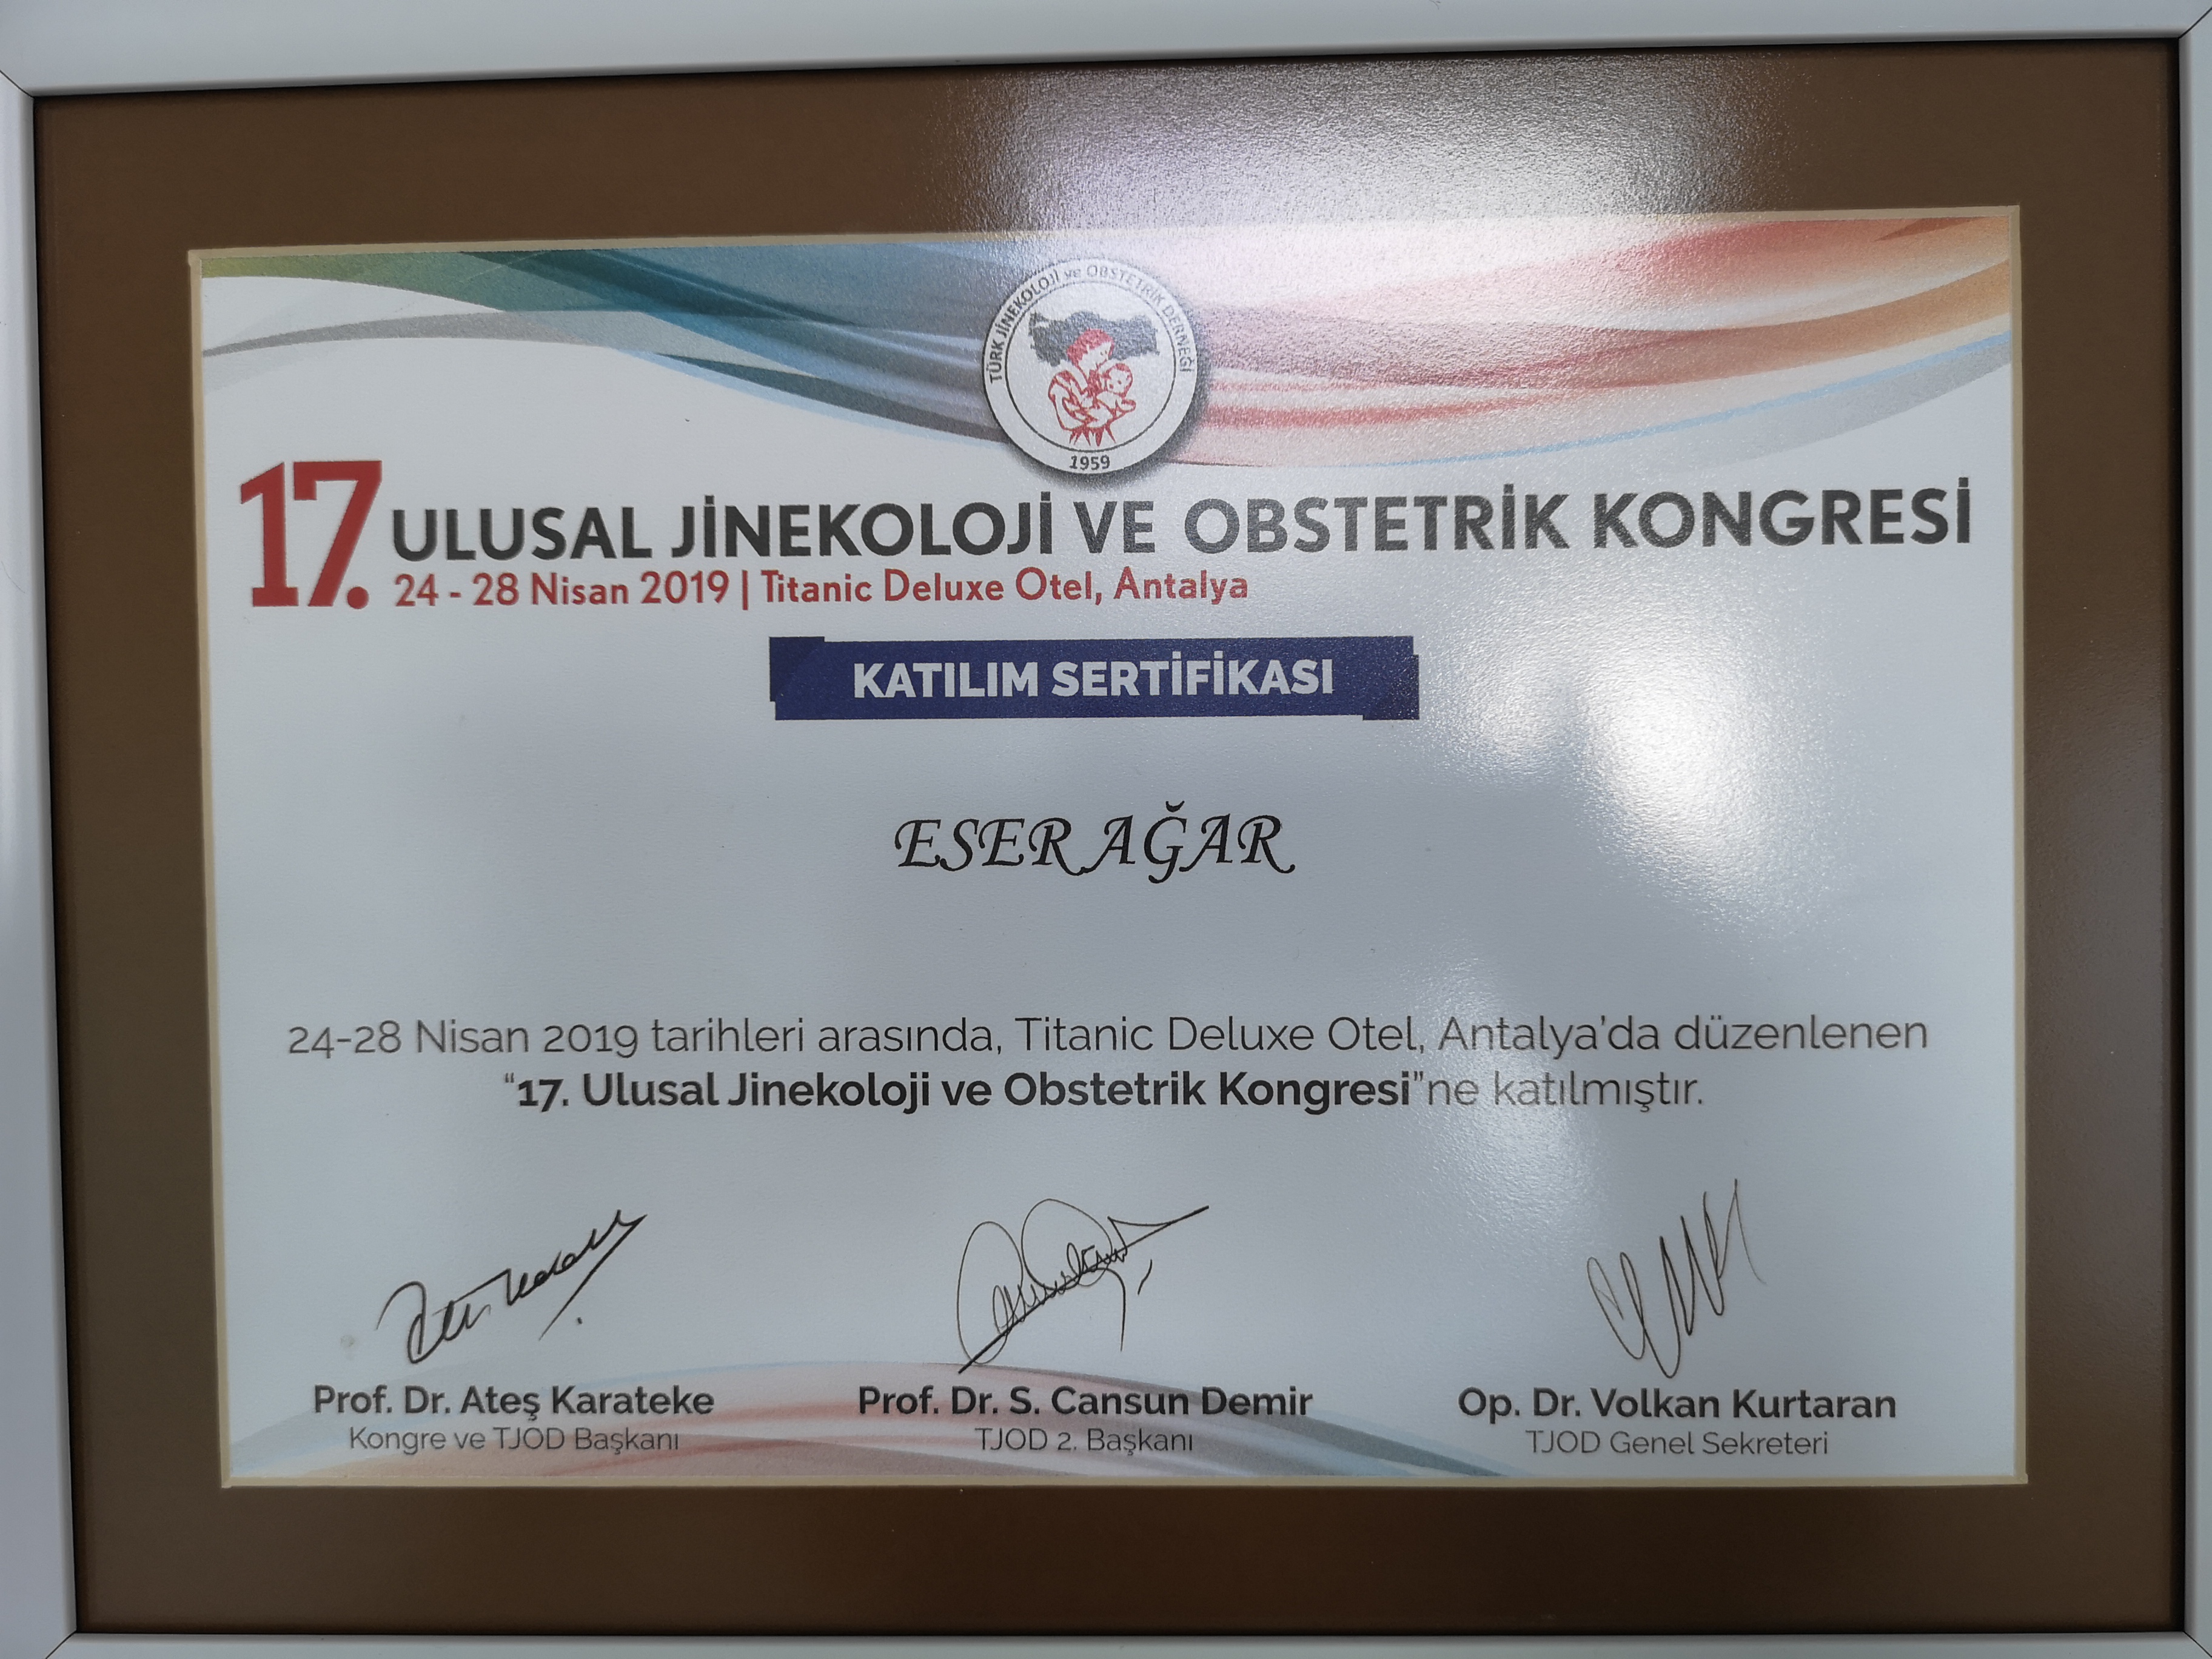 TÜRK JİNEKOLOJİ ve OBSTETRİK DERNEĞİ
1959
17. ULUSAL JİNEKOLOJİ VE OBSTETRİK KONGRESİ
24 - 28 Nisan 2019 | Titanic Deluxe Otel, Antalya
KATILIM SERTİFİKASI
ESER AĞAR
24-28 Nisan 2019 tarihleri arasında, Titanic Deluxe Otel, Antalya'da düzenlenen
“17. Ulusal Jinekoloji ve Obstetrik Kongresi”ne katılmıştır.
Prof. Dr. Ateş Karateke
Kongre ve TJOD Başkanı
Prof. Dr. S. Cansun Demir
TJOD 2. Başkanı
Op. Dr. Volkan Kurtaran
TJOD Genel Sekreteri